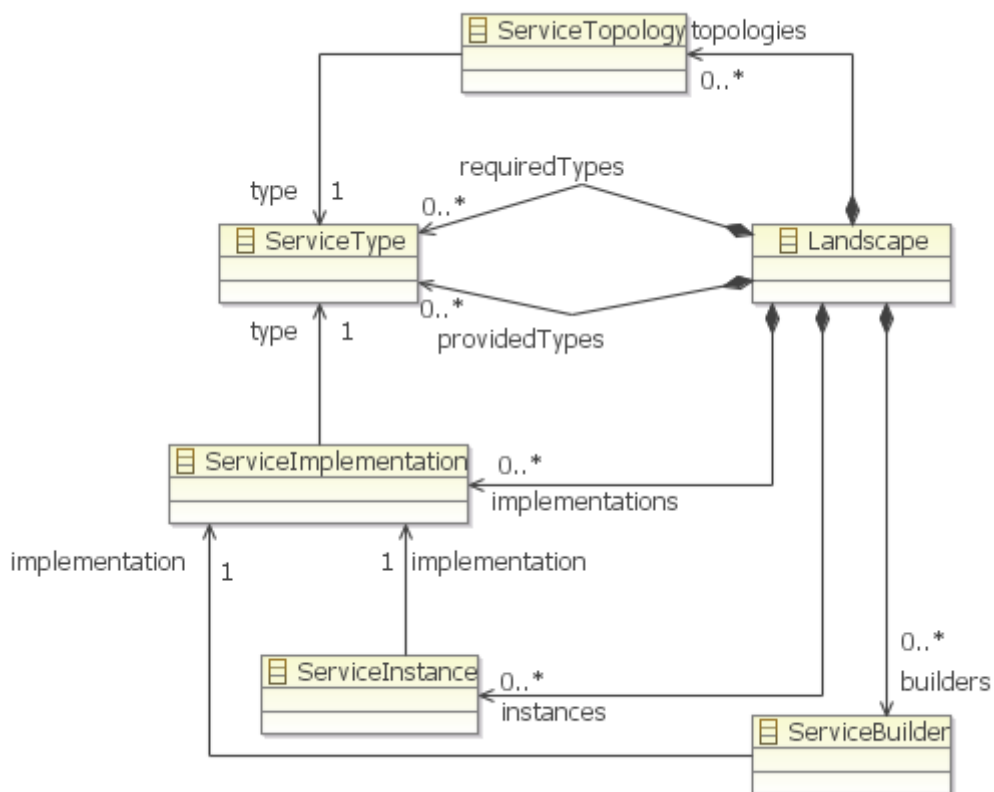 ServiceTopology
topologies
0..*
requiredTypes
type 1
0..*
ServiceType
Landscape
0..*
type 1
providedTypes
ServiceImplementation
0..*
implementations
implementation 1
1 implementation
0..*
ServiceInstance
0..*
builders
instances
ServiceBuilder